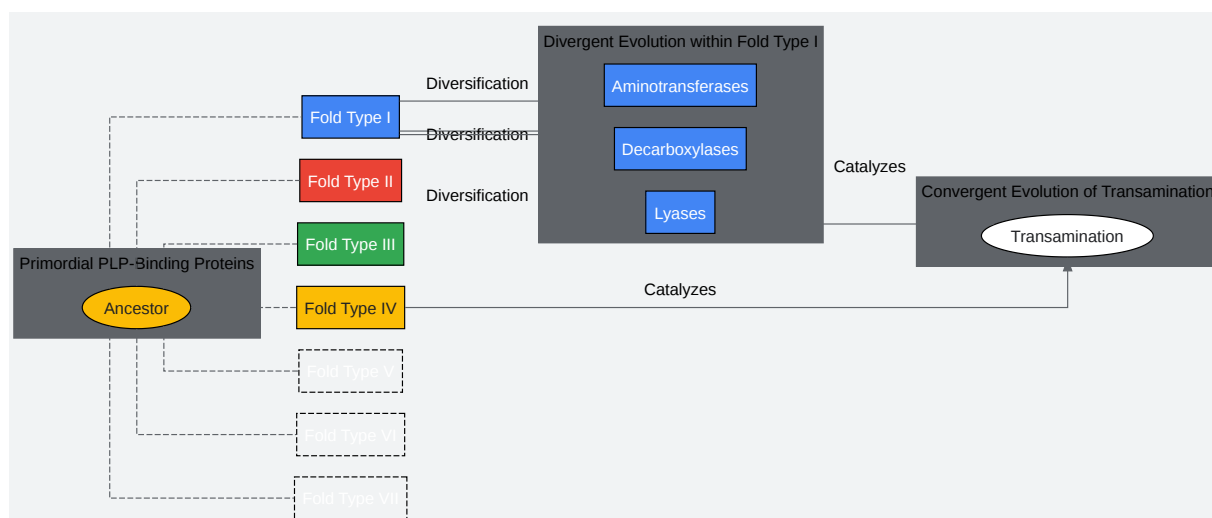 Divergent Evolution within Fold Type I
Diversification
Aminotransferases
Fold Type I
Diversification
Decarboxylases
Catalyzes
Fold Type II
Diversification
Convergent Evolution of Transamination
Lyases
Fold Type III
Transamination
Primordial PLP-Binding Proteins
Catalyzes
Ancestor
Fold Type IV
Fold Type V
Fold Type VI
Fold Type VII